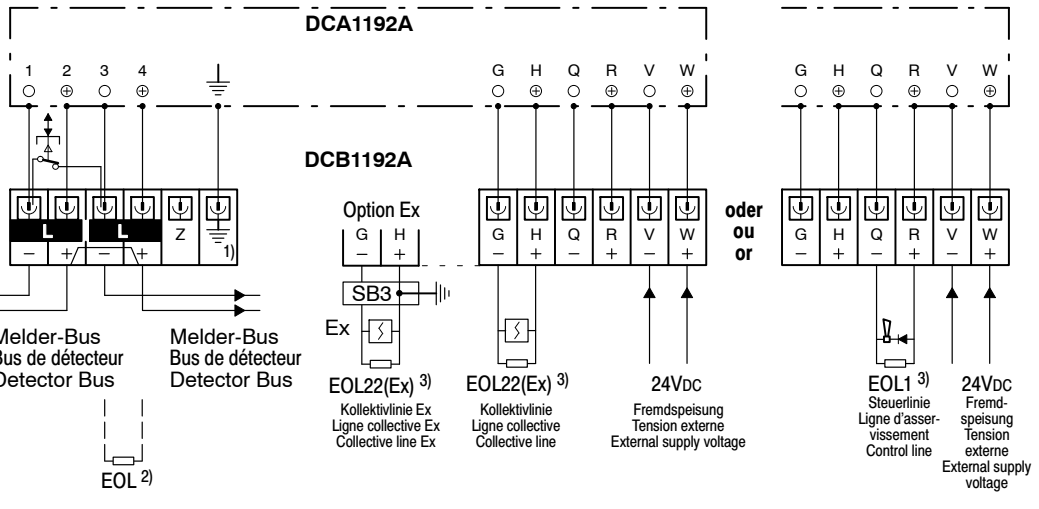 DCA1192A
1 2 3 4 G H Q R V W G H Q R V W
DCB1192A
Option Ex
oder
ou
or
L L Z 1) G H G H Q R V W G H Q R V W
− + − + − + − + − + − + − + − + − +
SB3
Ex
Melder-Bus
Bus de détecteur
Detector Bus
Melder-Bus
Bus de détecteur
Detector Bus
EOL 2)
EOL22(Ex) 3)
Kollektivlinie Ex
Ligne collective Ex
Collective line Ex
EOL22(Ex) 3)
Kollektivlinie
Ligne collective
Collective line
24VDC
Fremdspeisung
Tension externe
External supply voltage
EOL1 3)
Steuerlinie
Ligne d'asser-
vissement
Control line
24VDC
Fremd-
speisung
Tension
externe
External supply
voltage